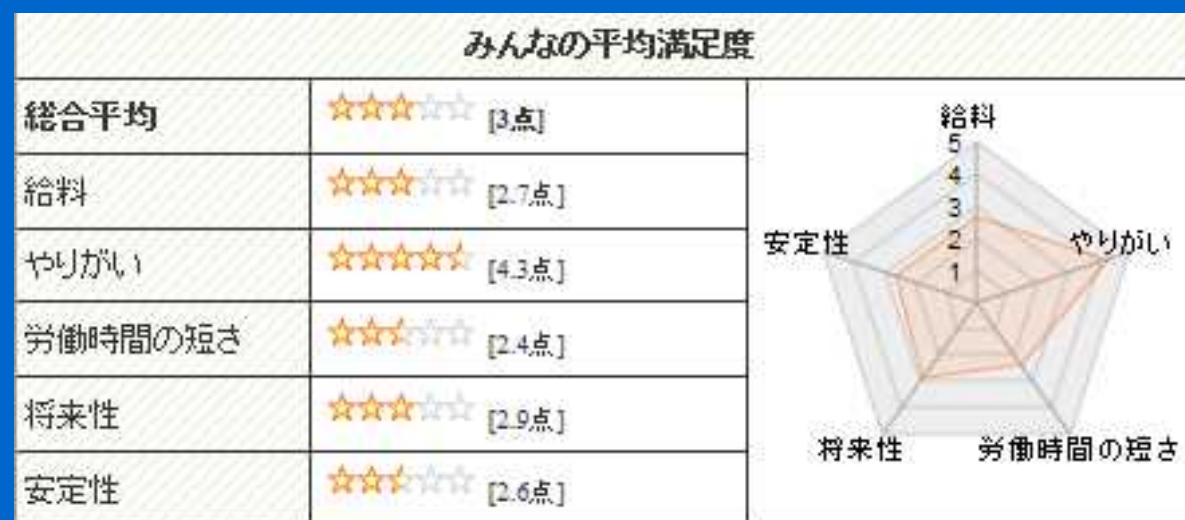 みんなの平均満足度
総合平均 [3点]
給料 [2.7点]
やりがい [4.3点]
労働時間の短さ [2.4点]
将来性 [2.9点]
安定性 [2.6点]
給料
5
4
3
2
1
安定性
やりがい
将来性
労働時間の短さ